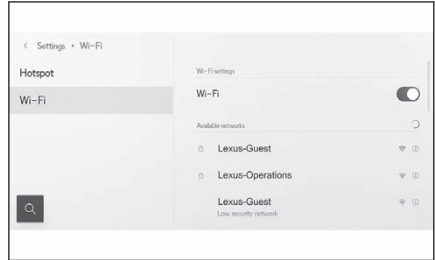 < Settings • Wi-Fi
Hotspot
Wi-Fi
Wi-Fi settings
Wi-Fi
Available networks
Lexus-Guest
Lexus-Operations
Lexus-Guest
Low security network